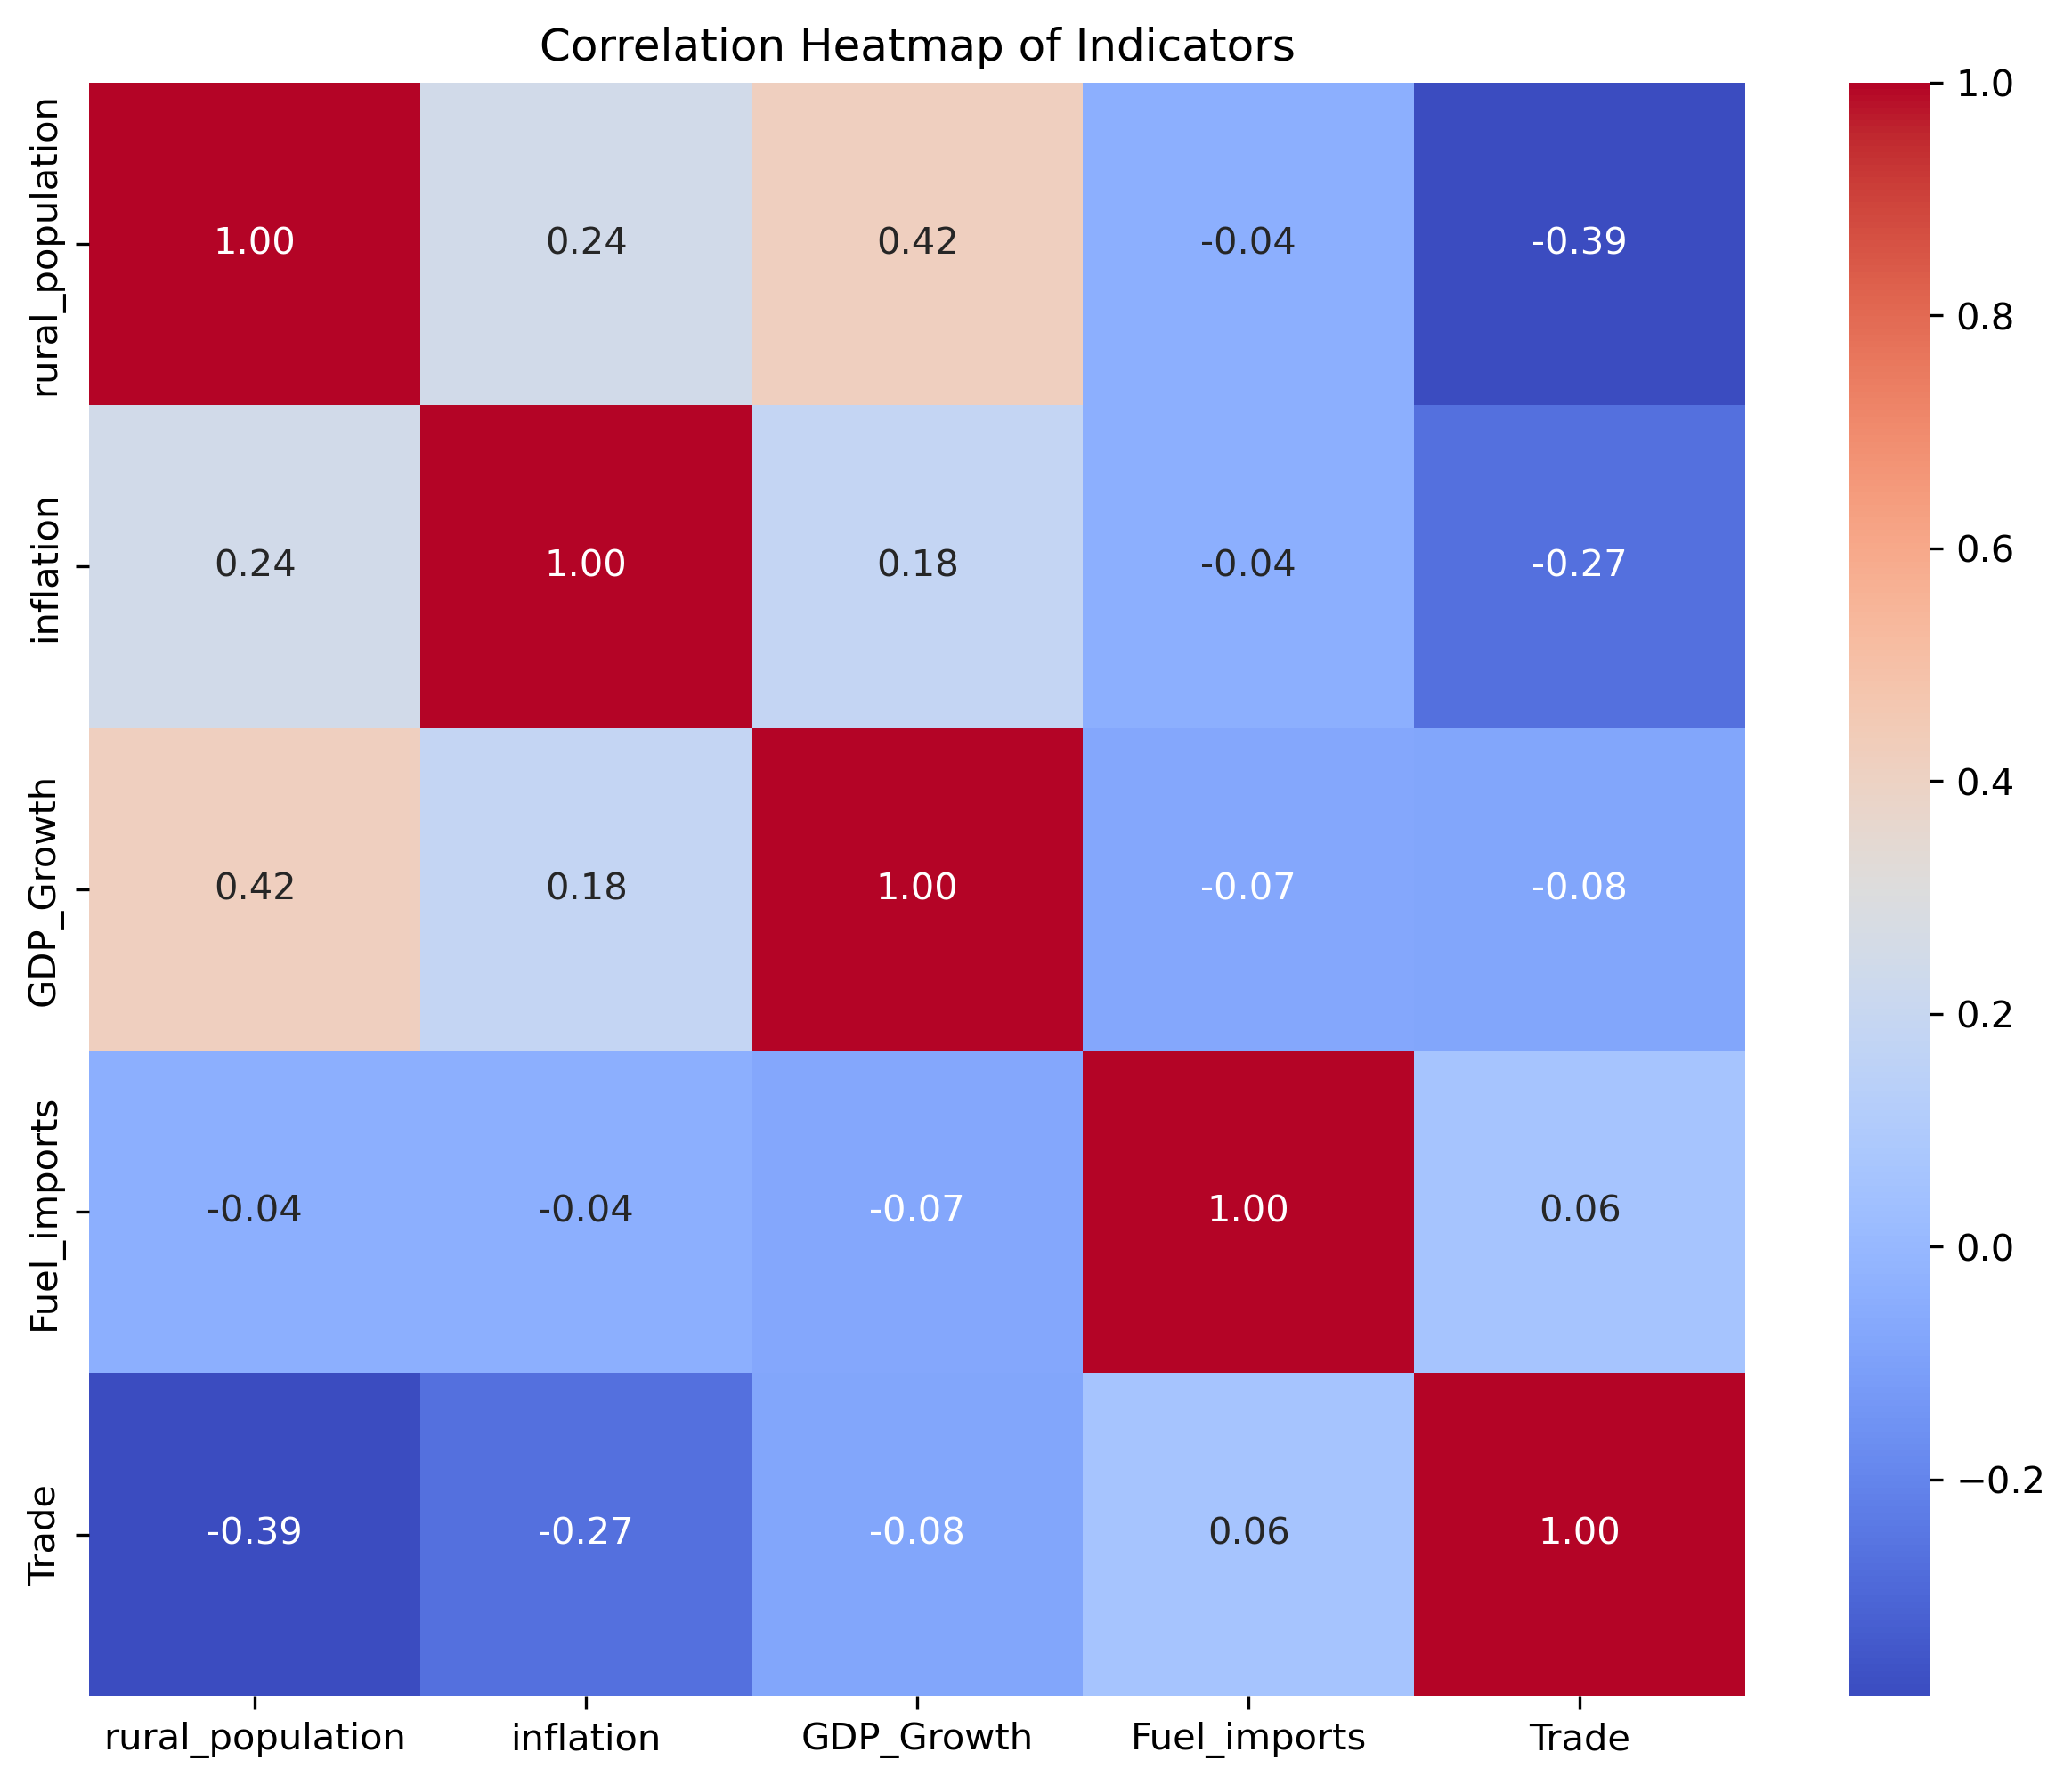 Correlation Heatmap of Indicators
rural_population 1.00 0.24 0.42 -0.04 -0.39
inflation 0.24 1.00 0.18 -0.04 -0.27
GDP_Growth 0.42 0.18 1.00 -0.07 -0.08
Fuel_imports -0.04 -0.04 -0.07 1.00 0.06
Trade -0.39 -0.27 -0.08 0.06 1.00
rural_population inflation GDP_Growth Fuel_imports Trade
1.0
0.8
0.6
0.4
0.2
0.0
−0.2